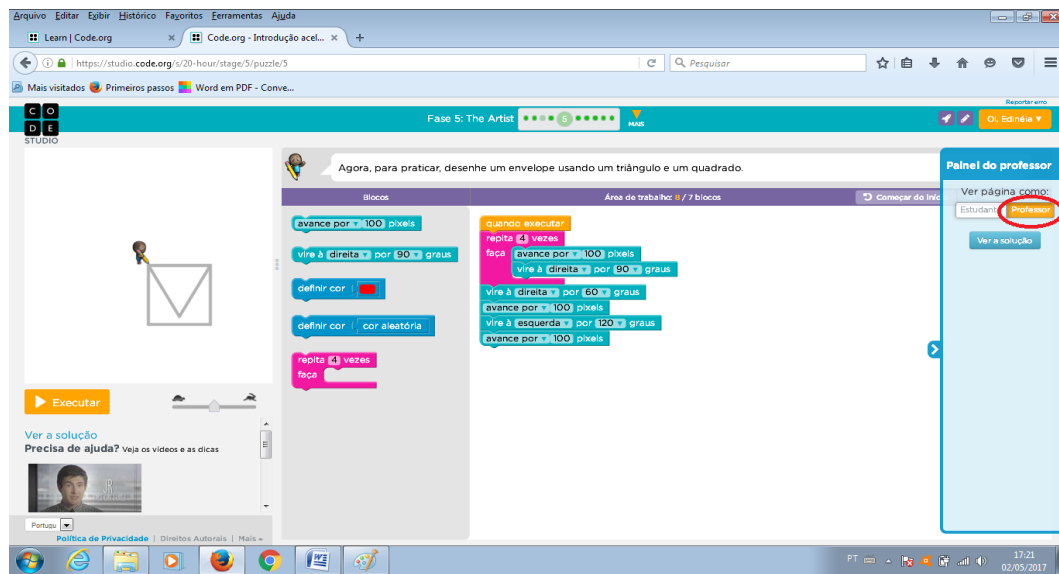 Arquivo Editar Exibir Histórico Favoritos Ferramentas Ajuda
Learn | Code.org × Code.org - Introdução acel... × +
https://studio.code.org/s/20-hour/stage/5/puzzle/5 Pesquisar
Mais visitados Primeiros passos Word em PDF - Conve...
Reportar erro
C O
D E
STUDIO
Fase 5: The Artist 5 MAIS Oi, Edinéia ▼
Agora, para praticar, desenhe um envelope usando um triângulo e um quadrado.
Blocos Área de trabalho: 8 / 7 blocos Começar do iníc
avance por 100 pixels
vire à direita por 90 graus
definir cor
definir cor cor aleatória
repita 4 vezes
faça
quando executar
repita 4 vezes
faça avance por 100 pixels
vire à direita por 90 graus
vire à direita por 60 graus
avance por 100 pixels
vire à esquerda por 120 graus
avance por 100 pixels
Painel do professor
Ver página como:
Estudant Professor
Ver a solução
Executar
Ver a solução
Precisa de ajuda? Veja os vídeos e as dicas
Portugu
Política de Privacidade | Direitos Autorais | Mais
PT 17:21
02/05/2017